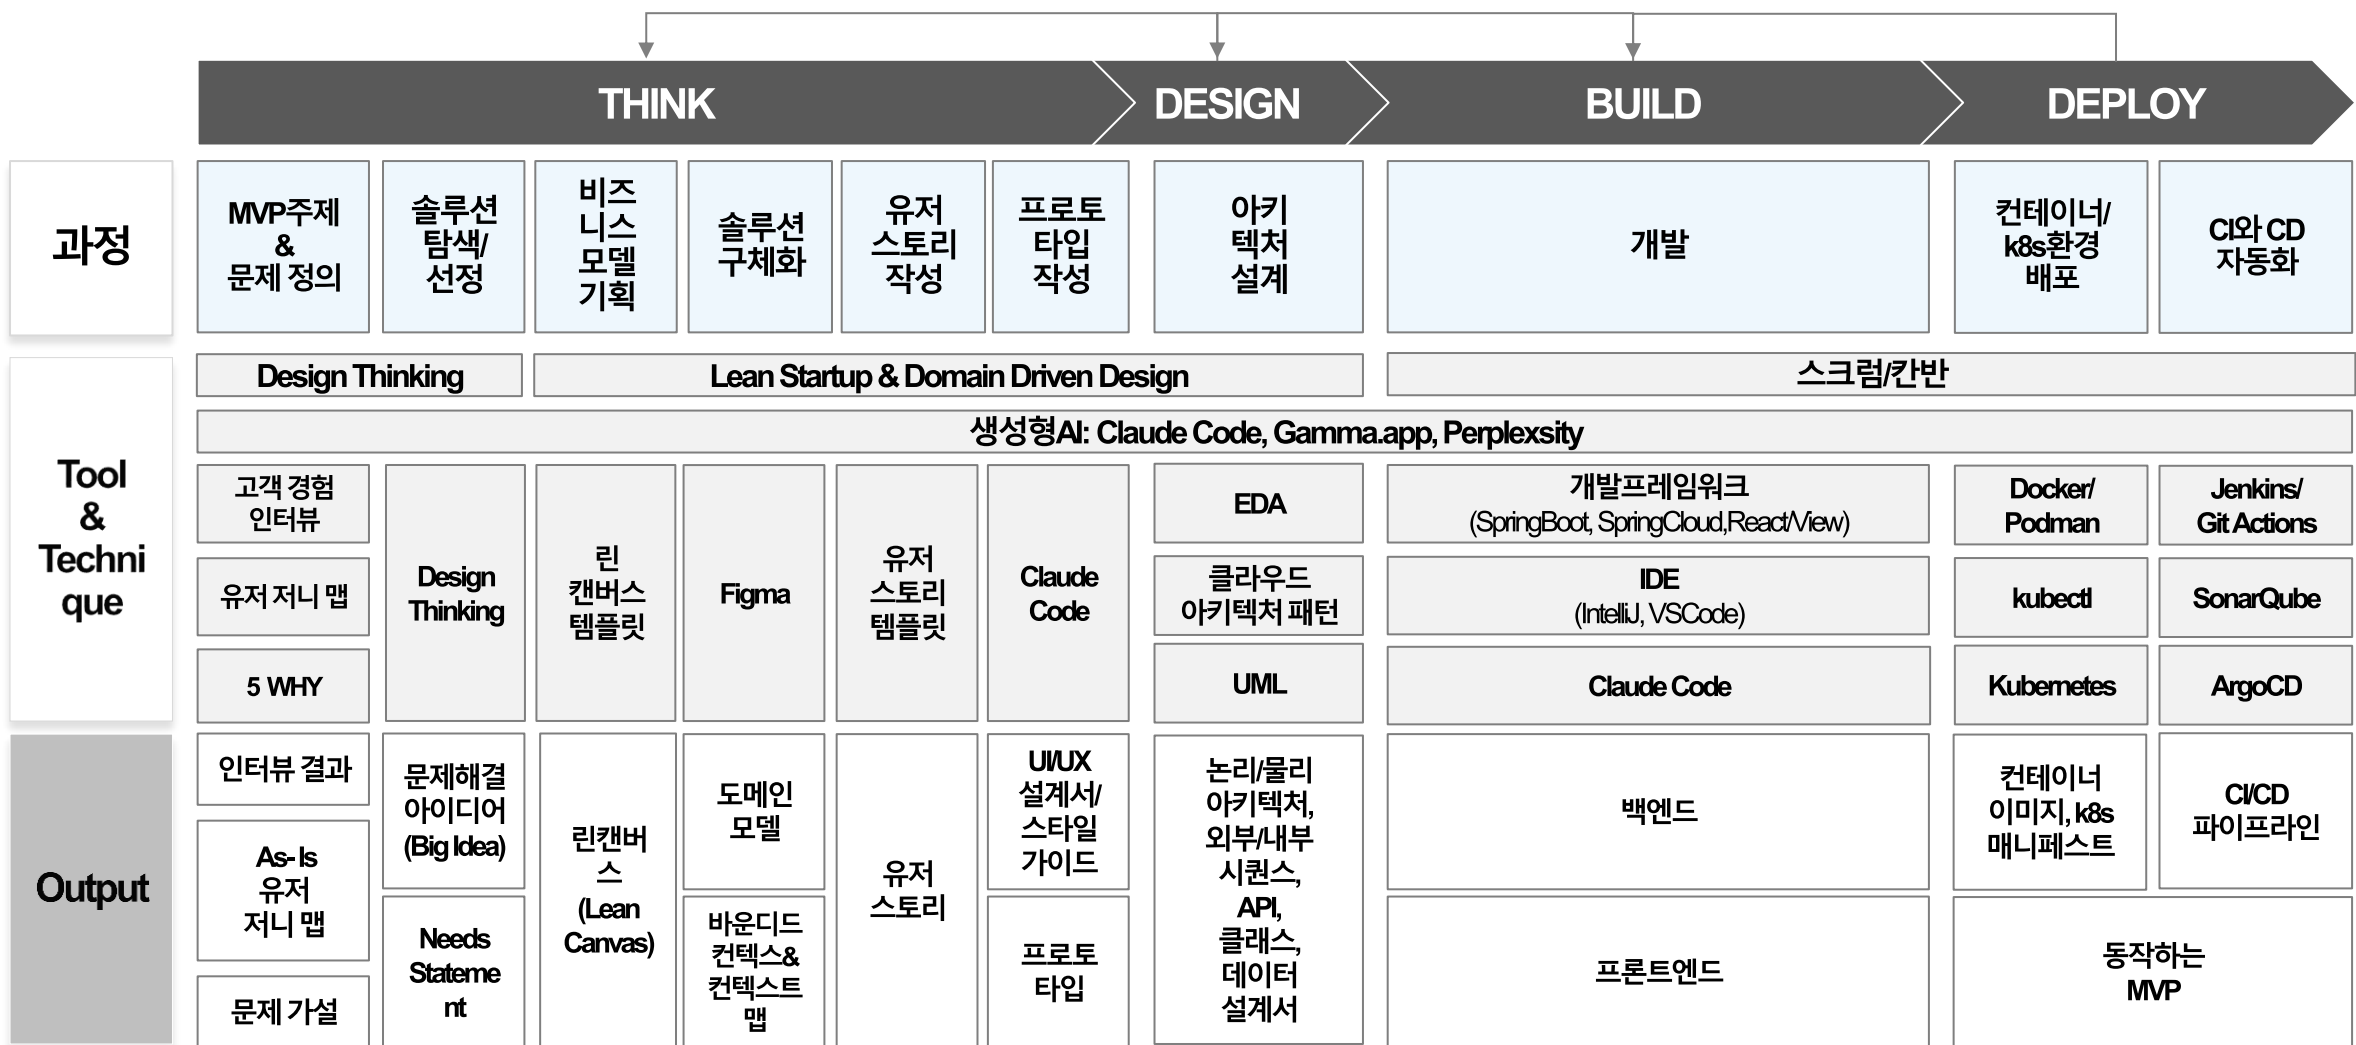 THINK
DESIGN
BUILD
DEPLOY
과정
MVP주제
&
문제 정의
솔루션
탐색/
선정
비즈
니스
모델
기획
솔루션
구체화
유저
스토리
작성
프로토
타입
작성
아키
텍처
설계
개발
컨테이너/
k8s환경
배포
CI와 CD
자동화
Tool
&
Techni
que
Design Thinking
Lean Startup & Domain Driven Design
스크럼/칸반
생성형AI: Claude Code, Gamma.app, Perplexsity
고객 경험
인터뷰
유저 저니 맵
5 WHY
Design
Thinking
린
캔버스
템플릿
Figma
유저
스토리
템플릿
Claude
Code
EDA
클라우드
아키텍처 패턴
UML
개발프레임워크
(SpringBoot, SpringCloud,React/View)
IDE
(IntelliJ, VSCode)
Claude Code
Docker/
Podman
kubectl
Kubernetes
Jenkins/
Git Actions
SonarQube
ArgoCD
Output
인터뷰 결과
As-Is
유저
저니 맵
문제 가설
문제해결
아이디어
(Big Idea)
Needs
Stateme
nt
린캔버
스
(Lean
Canvas)
도메인
모델
바운디드
컨텍스&
컨텍스트
맵
유저
스토리
UI/UX
설계서/
스타일
가이드
프로토
타입
논리/물리
아키텍처,
외부/내부
시퀀스,
API,
클래스,
데이터
설계서
백엔드
프론트엔드
컨테이너
이미지, k8s
매니페스트
CI/CD
파이프라인
동작하는
MVP